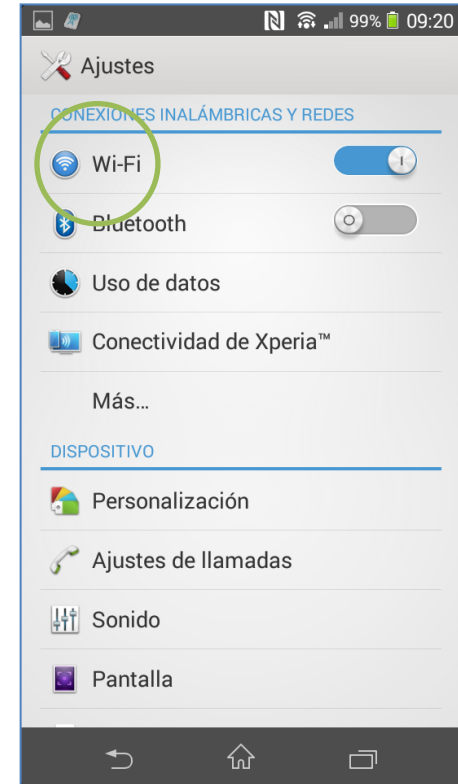 99% 09:20
Ajustes
CONEXIONES INALÁMBRICAS Y REDES
Wi-Fi
Bluetooth
Uso de datos
Conectividad de Xperia™
Más...
DISPOSITIVO
Personalización
Ajustes de llamadas
Sonido
Pantalla